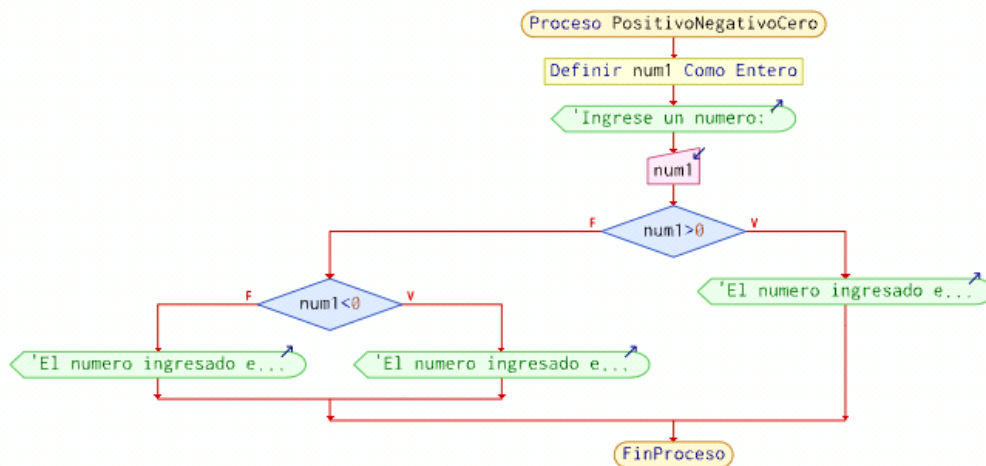 Proceso PositivoNegativoCero
Definir num1 Como Entero
'Ingrese un numero:'
num1
F
num1>0
V
'El numero ingresado e...
F
num1<0
V
'El numero ingresado e...
'El numero ingresado e...
FinProceso